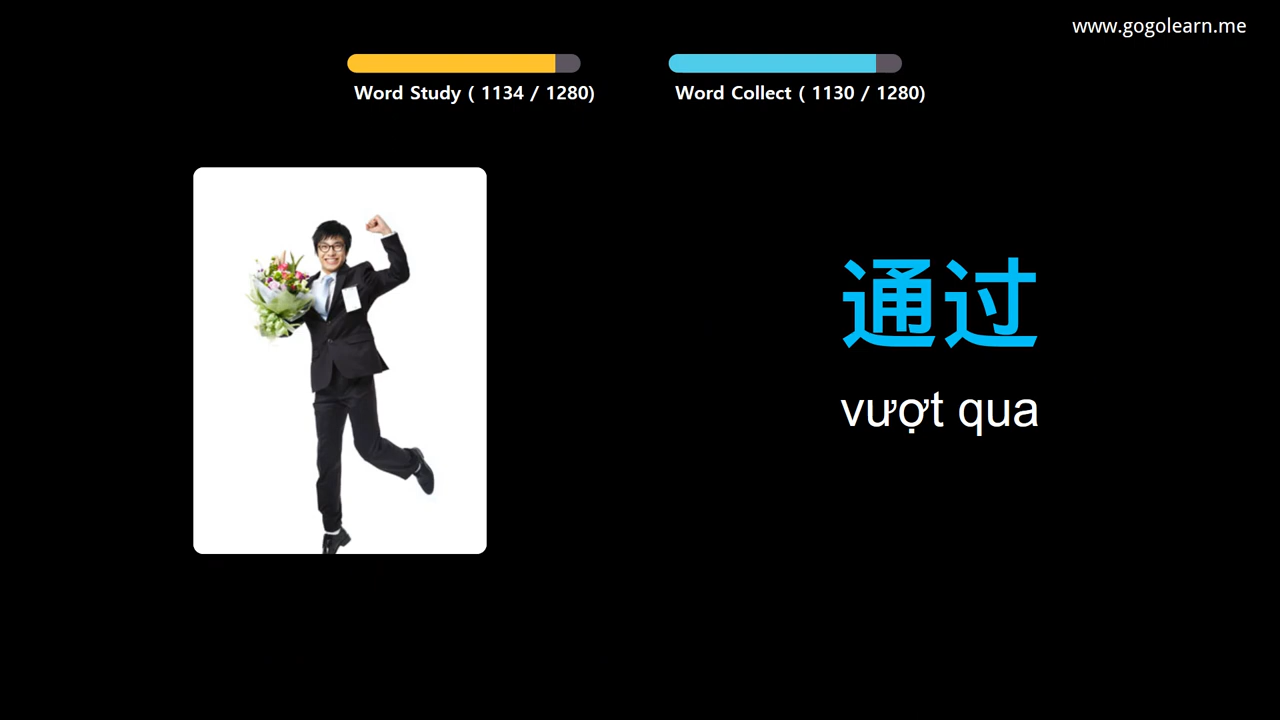 www.gogolearn.me
Word Study ( 1134 / 1280)
Word Collect ( 1130 / 1280)
通过
vượt qua